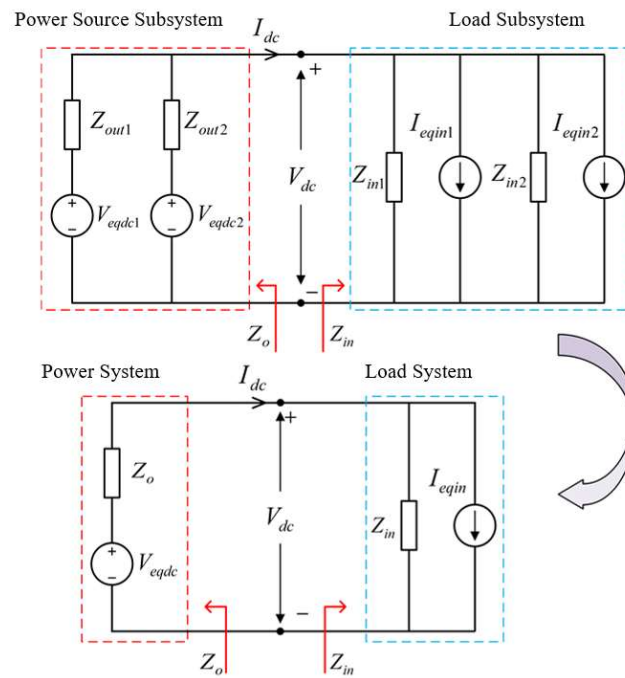 Power Source Subsystem
Load Subsystem
I_dc
Z_out1
Z_out2
+
V_dc
−
+
−
V_eqdc1
+
−
V_eqdc2
Z_in1
I_eqin1
Z_in2
I_eqin2
Z_o
Z_in
Power System
Load System
I_dc
Z_o
+
V_dc
−
+
−
V_eqdc
Z_in
I_eqin
Z_o
Z_in